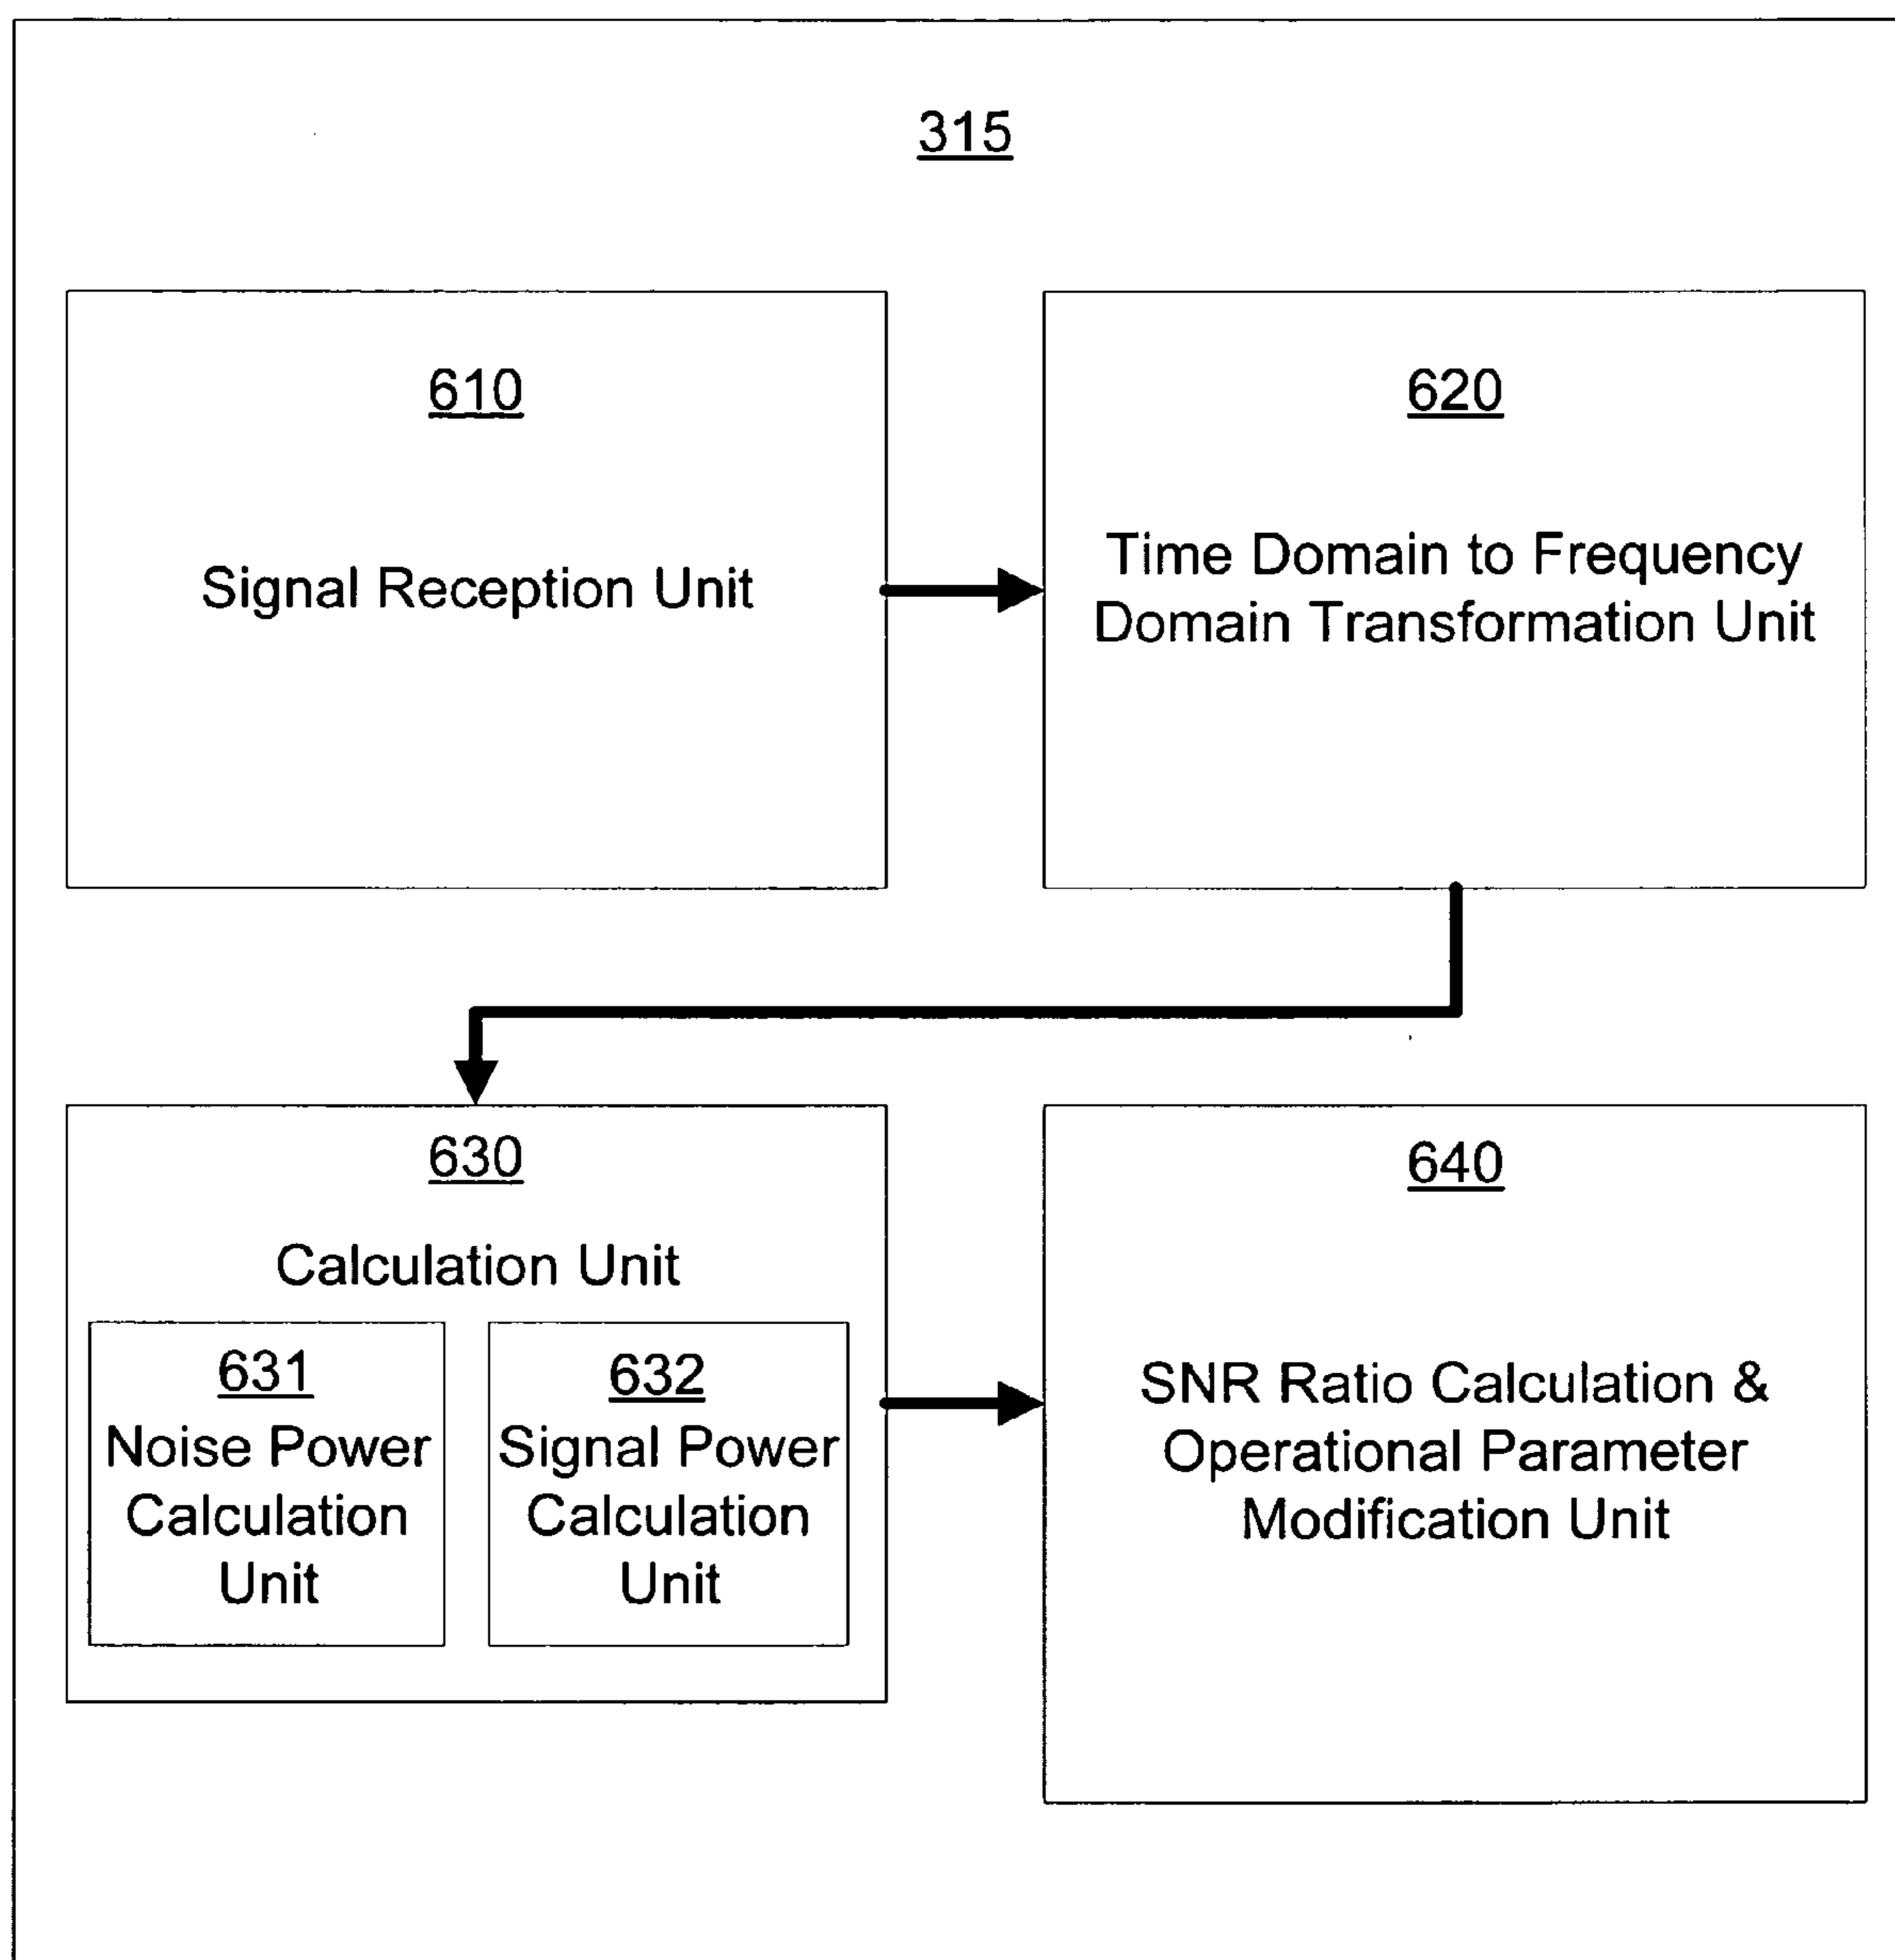 315
610
Signal Reception Unit
620
Time Domain to Frequency
Domain Transformation Unit
630
Calculation Unit
631
Noise Power
Calculation
Unit
632
Signal Power
Calculation
Unit
640
SNR Ratio Calculation &
Operational Parameter
Modification Unit